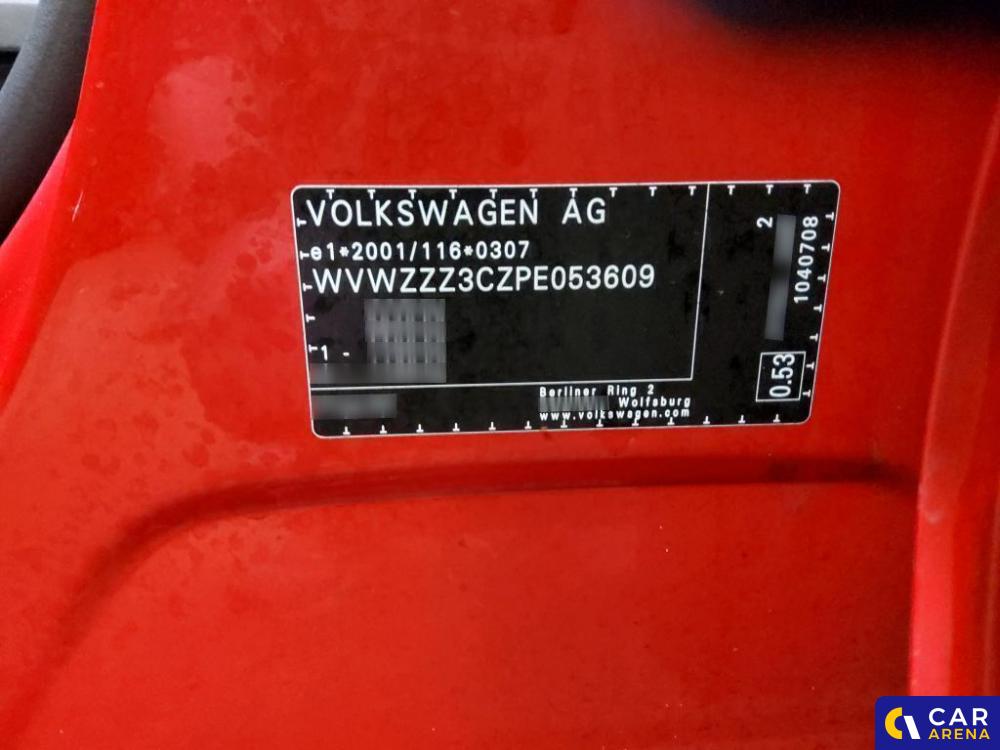 VOLKSWAGEN AG
e1*2001/116*0307
WVWZZZ3CZPE053609
1 -
Berliner Ring 2
Wolfsburg
www.volkswagen.com
2
1040708
0.53
CAR
ARENA